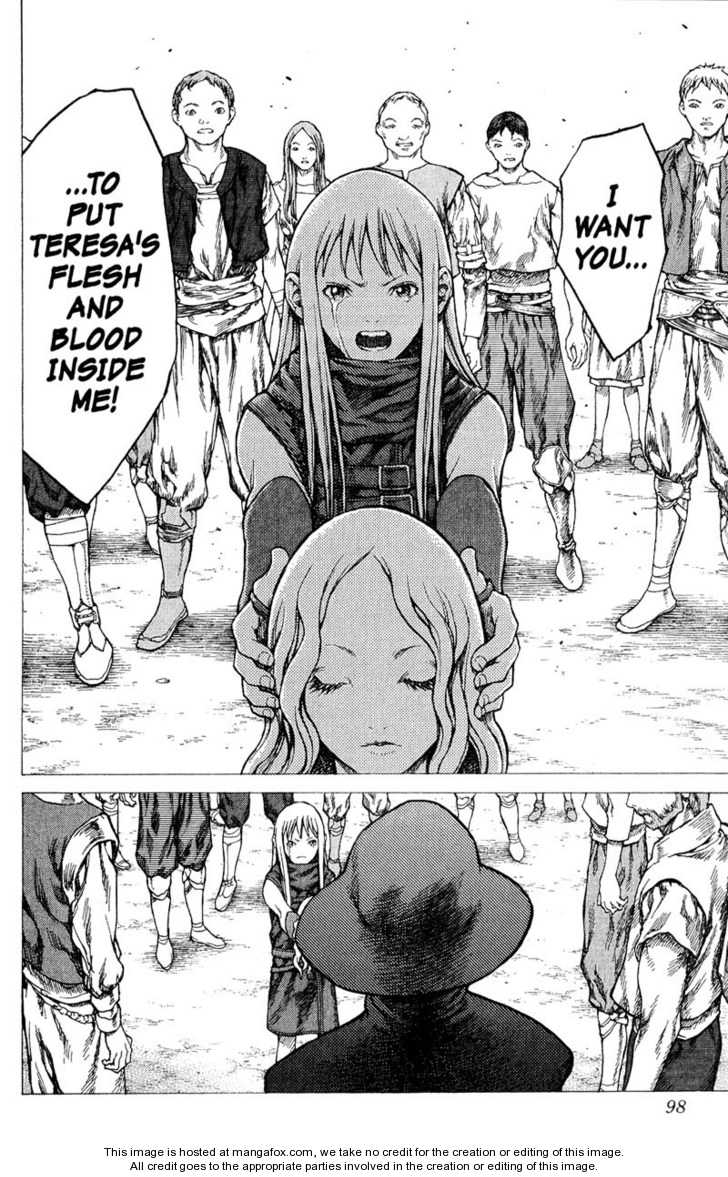 I
WANT
YOU...
...TO
PUT
TERESA'S
FLESH
AND
BLOOD
INSIDE
ME!
98
This image is hosted at mangafox.com, we take no credit for the creation or editing of this image.
All credit goes to the appropriate parties involved in the creation or editing of this image.